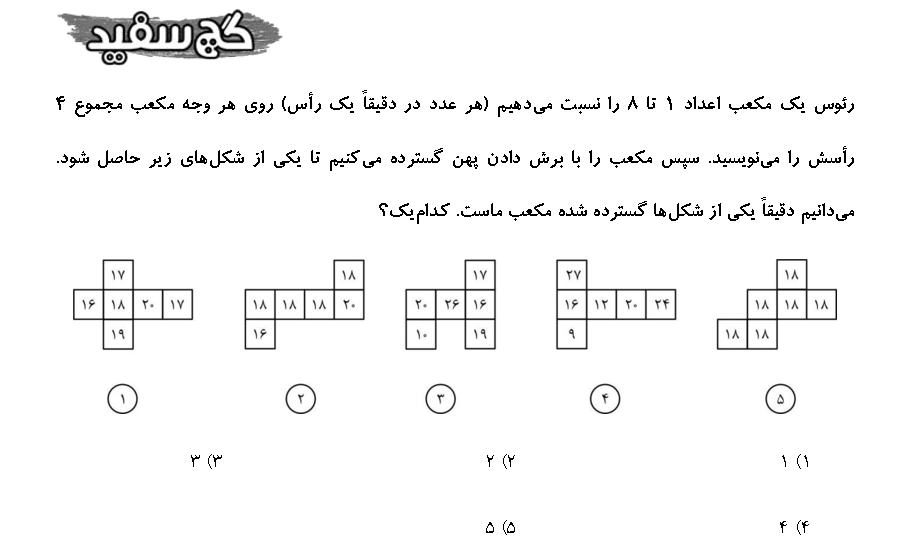 گچ سفید
رئوس یک مکعب اعداد ۱ تا ۸ را نسبت می‌دهیم (هر عدد در دقیقاً یک رأس) روی هر وجه مکعب مجموع ۴
رأسش را می‌نویسید. سپس مکعب را با برش دادن پهن گسترده می‌کنیم تا یکی از شکل‌های زیر حاصل شود.
می‌دانیم دقیقاً یکی از شکل‌ها گسترده شده مکعب ماست. کدام‌یک؟
۱۷ ۱۸ ۱۷ ۲۷ ۱۸
۱۶ ۱۸ ۲۰ ۱۷ ۱۸ ۱۸ ۱۸ ۲۰ ۲۰ ۲۶ ۱۶ ۱۶ ۱۲ ۲۰ ۲۴ ۱۸ ۱۸ ۱۸
۱۹ ۱۶ ۱۰ ۱۹ ۹ ۱۸ ۱۸
۱ ۲ ۳ ۴ ۵
۱) ۱ ۲) ۲ ۳) ۳
۴) ۴ ۵) ۵